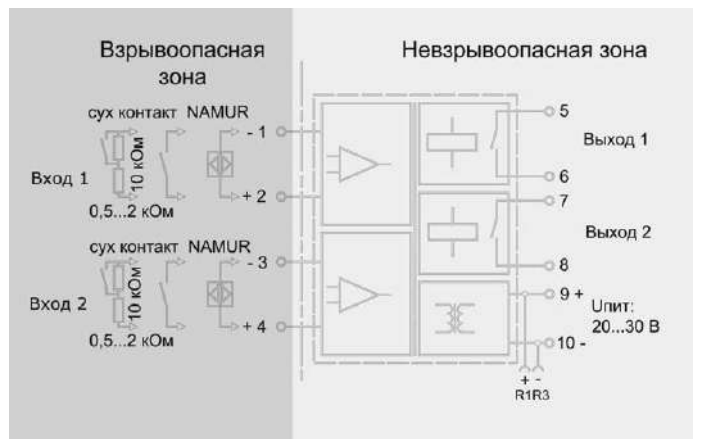 Взрывоопасная
зона
Невзрывоопасная зона
сух контакт NAMUR
- 1
+ 2
Вход 1
10 кОм
0,5...2 кОм
сух контакт NAMUR
- 3
+ 4
Вход 2
10 кОм
0,5...2 кОм
5
Выход 1
6
7
Выход 2
8
9 +
Uпит:
20...30 В
10 -
+ -
R1R3